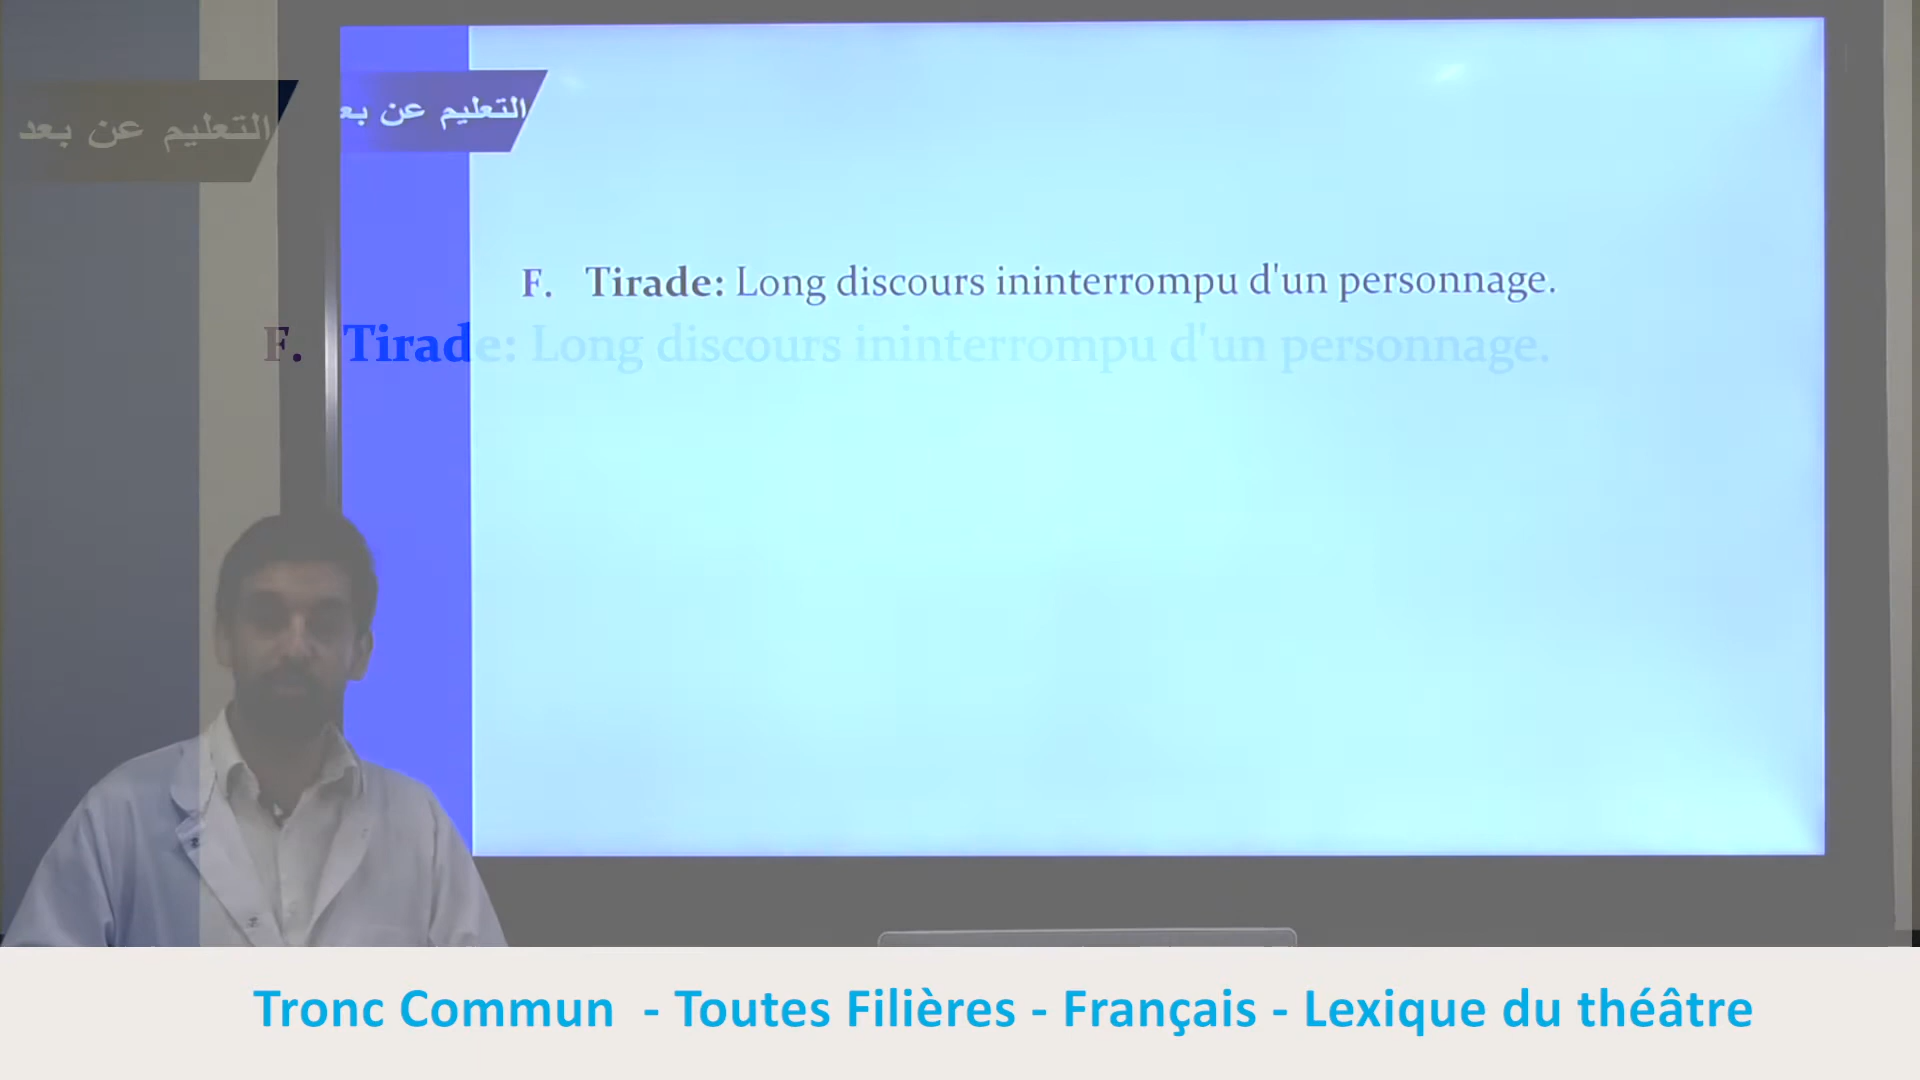 التعليم عن بعد
التعليم عن بع
F. Tirade: Long discours ininterrompu d'un personnage.
F. Tirade: Long discours ininterrompu d'un personnage.
Tronc Commun - Toutes Filières - Français - Lexique du théâtre